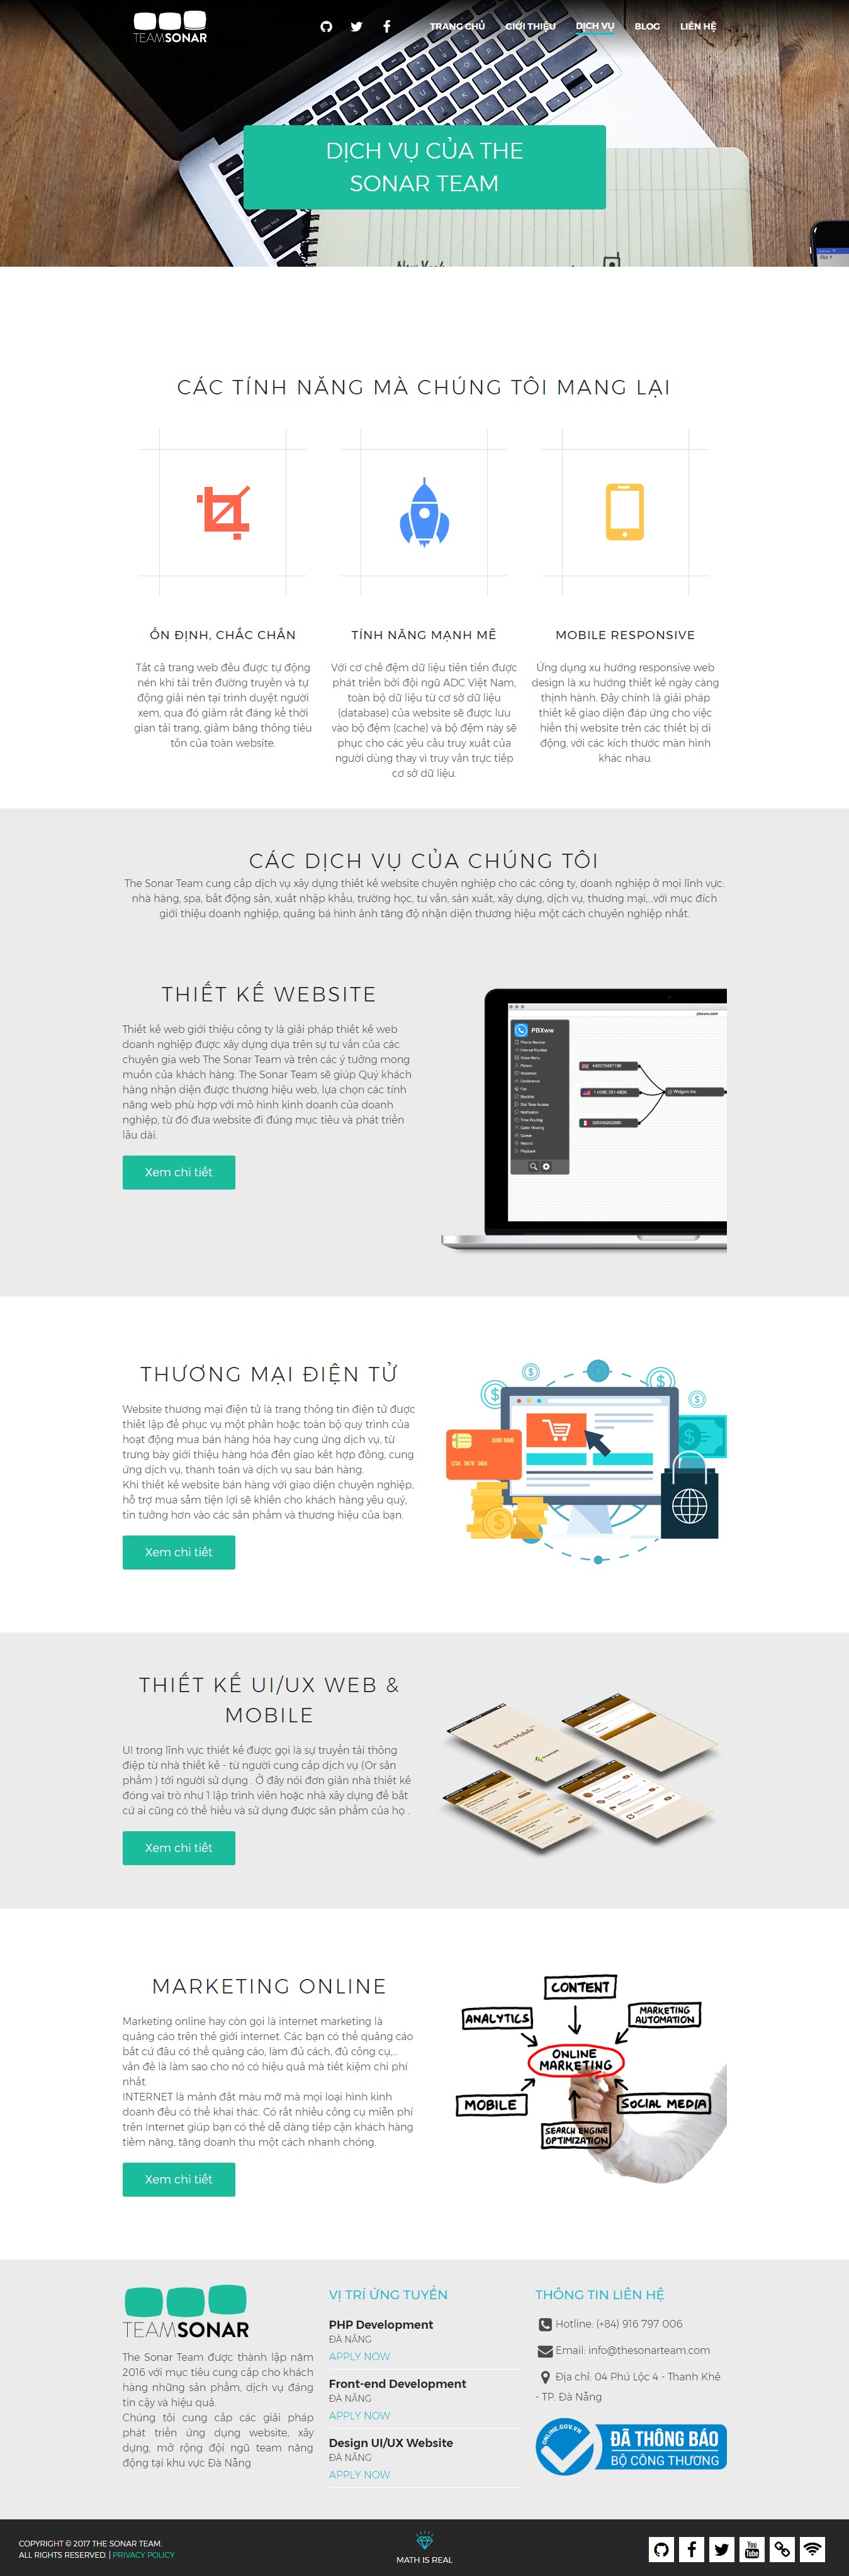 TEAMSONAR
TRANG CHỦ
GIỚI THIỆU
DỊCH VỤ
BLOG
LIÊN HỆ
DỊCH VỤ CỦA THE
SONAR TEAM
New York
CÁC TÍNH NĂNG MÀ CHÚNG TÔI MANG LẠI
ỔN ĐỊNH, CHẮC CHẮN
Tất cả trang web đều được tự động
nén khi tải trên đường truyền và tự
động giải nén tại trình duyệt người
xem, qua đó giảm rất đáng kể thời
gian tải trang, giảm băng thông tiêu
tốn của toàn website.
TÍNH NĂNG MẠNH MẼ
Với cơ chế đệm dữ liệu tiên tiến được
phát triển bởi đội ngũ ADC Việt Nam,
toàn bộ dữ liệu từ cơ sở dữ liệu
(database) của website sẽ được lưu
vào bộ đệm (cache) và bộ đệm này sẽ
phục cho các yêu cầu truy xuất của
người dùng thay vì truy vấn trực tiếp
cơ sở dữ liệu.
MOBILE RESPONSIVE
Ứng dụng xu hướng responsive web
design là xu hướng thiết kế ngày càng
thịnh hành. Đây chính là giải pháp
thiết kế giao diện đáp ứng cho việc
hiển thị website trên các thiết bị di
động, với các kích thước màn hình
khác nhau.
CÁC DỊCH VỤ CỦA CHÚNG TÔI
The Sonar Team cung cấp dịch vụ xây dựng thiết kế website chuyên nghiệp cho các công ty, doanh nghiệp ở mọi lĩnh vực:
nhà hàng, spa, bất động sản, xuất nhập khẩu, trường học, tư vấn, sản xuất, xây dựng, dịch vụ, thương mại,...với mục đích
giới thiệu doanh nghiệp, quảng bá hình ảnh tăng độ nhận diện thương hiệu một cách chuyên nghiệp nhất.
THIẾT KẾ WEBSITE
Thiết kế web giới thiệu công ty là giải pháp thiết kế web
doanh nghiệp được xây dựng dựa trên sự tư vấn của các
chuyên gia web The Sonar Team và trên các ý tưởng mong
muốn của khách hàng. The Sonar Team sẽ giúp Quý khách
hàng nhận diện được thương hiệu web, lựa chọn các tính
năng web phù hợp với mô hình kinh doanh của doanh
nghiệp, từ đó đưa website đi đúng mục tiêu và phát triển
lâu dài.
Xem chi tiết
pbxww.com
PBXww
Phone Number
Internal Number
Voice Menu
Person
Voicemail
Conference
Fax
Blacklist
Dial Tone Access
Notification
Time Routing
Caller Routing
Queue
Record
Playback
Widgets Inc
THƯƠNG MẠI ĐIỆN TỬ
Website thương mại điện tử là trang thông tin điện tử được
thiết lập để phục vụ một phần hoặc toàn bộ quy trình của
hoạt động mua bán hàng hóa hay cung ứng dịch vụ, từ
trưng bày giới thiệu hàng hóa đến giao kết hợp đồng, cung
ứng dịch vụ, thanh toán và dịch vụ sau bán hàng.
Khi thiết kế website bán hàng với giao diện chuyên nghiệp,
hỗ trợ mua sắm tiện lợi sẽ khiến cho khách hàng yêu quý,
tin tưởng hơn vào các sản phẩm và thương hiệu của bạn.
Xem chi tiết
BANK NAME
1234 5678 3456
THIẾT KẾ UI/UX WEB &
MOBILE
UI trong lĩnh vực thiết kế được gọi là sự truyền tải thông
điệp từ nhà thiết kế - từ người cung cấp dịch vụ (Or sản
phẩm ) tới người sử dụng . Ở đây nói đơn giản nhà thiết kế
đóng vai trò như 1 lập trình viên hoặc nhà xây dựng để bất
cứ ai cũng có thể hiểu và sử dụng được sản phẩm của họ .
Xem chi tiết
Empire Mobile
MARKETING ONLINE
Marketing online hay còn gọi là internet marketing là
quảng cáo trên thế giới internet. Các bạn có thể quảng cáo
bất cứ đâu có thể quảng cáo, làm đủ cách, đủ công cụ,...
vấn đề là làm sao cho nó có hiệu quả mà tiết kiệm chi phí
nhất.
INTERNET là mảnh đất màu mỡ mà mọi loại hình kinh
doanh đều có thể khai thác. Có rất nhiều công cụ miễn phí
trên Internet giúp bạn có thể dễ dàng tiếp cận khách hàng
tiềm năng, tăng doanh thu một cách nhanh chóng.
Xem chi tiết
CONTENT
ANALYTICS
MARKETING
AUTOMATION
ONLINE
MARKETING
MOBILE
SOCIAL MEDIA
SEARCH ENGINE
OPTIMIZATION
TEAMSONAR
The Sonar Team được thành lập năm
2016 với mục tiêu cung cấp cho khách
hàng những sản phẩm, dịch vụ đáng
tin cậy và hiệu quả.
Chúng tôi cung cấp các giải pháp
phát triển ứng dụng website, xây
dựng, mở rộng đội ngũ team năng
động tại khu vực Đà Nẵng
VỊ TRÍ ỨNG TUYỂN
PHP Development
ĐÀ NẴNG
APPLY NOW
Front-end Development
ĐÀ NẴNG
APPLY NOW
Design UI/UX Website
ĐÀ NẴNG
APPLY NOW
THÔNG TIN LIÊN HỆ
Hotline: (+84) 916 797 006
Email: info@thesonarteam.com
Địa chỉ: 04 Phú Lộc 4 - Thanh Khê
- TP. Đà Nẵng
ONLINE.GOV.VN
ĐÃ THÔNG BÁO
BỘ CÔNG THƯƠNG
COPYRIGHT © 2017 THE SONAR TEAM.
ALL RIGHTS RESERVED. | PRIVACY POLICY
MATH IS REAL
You
Tube